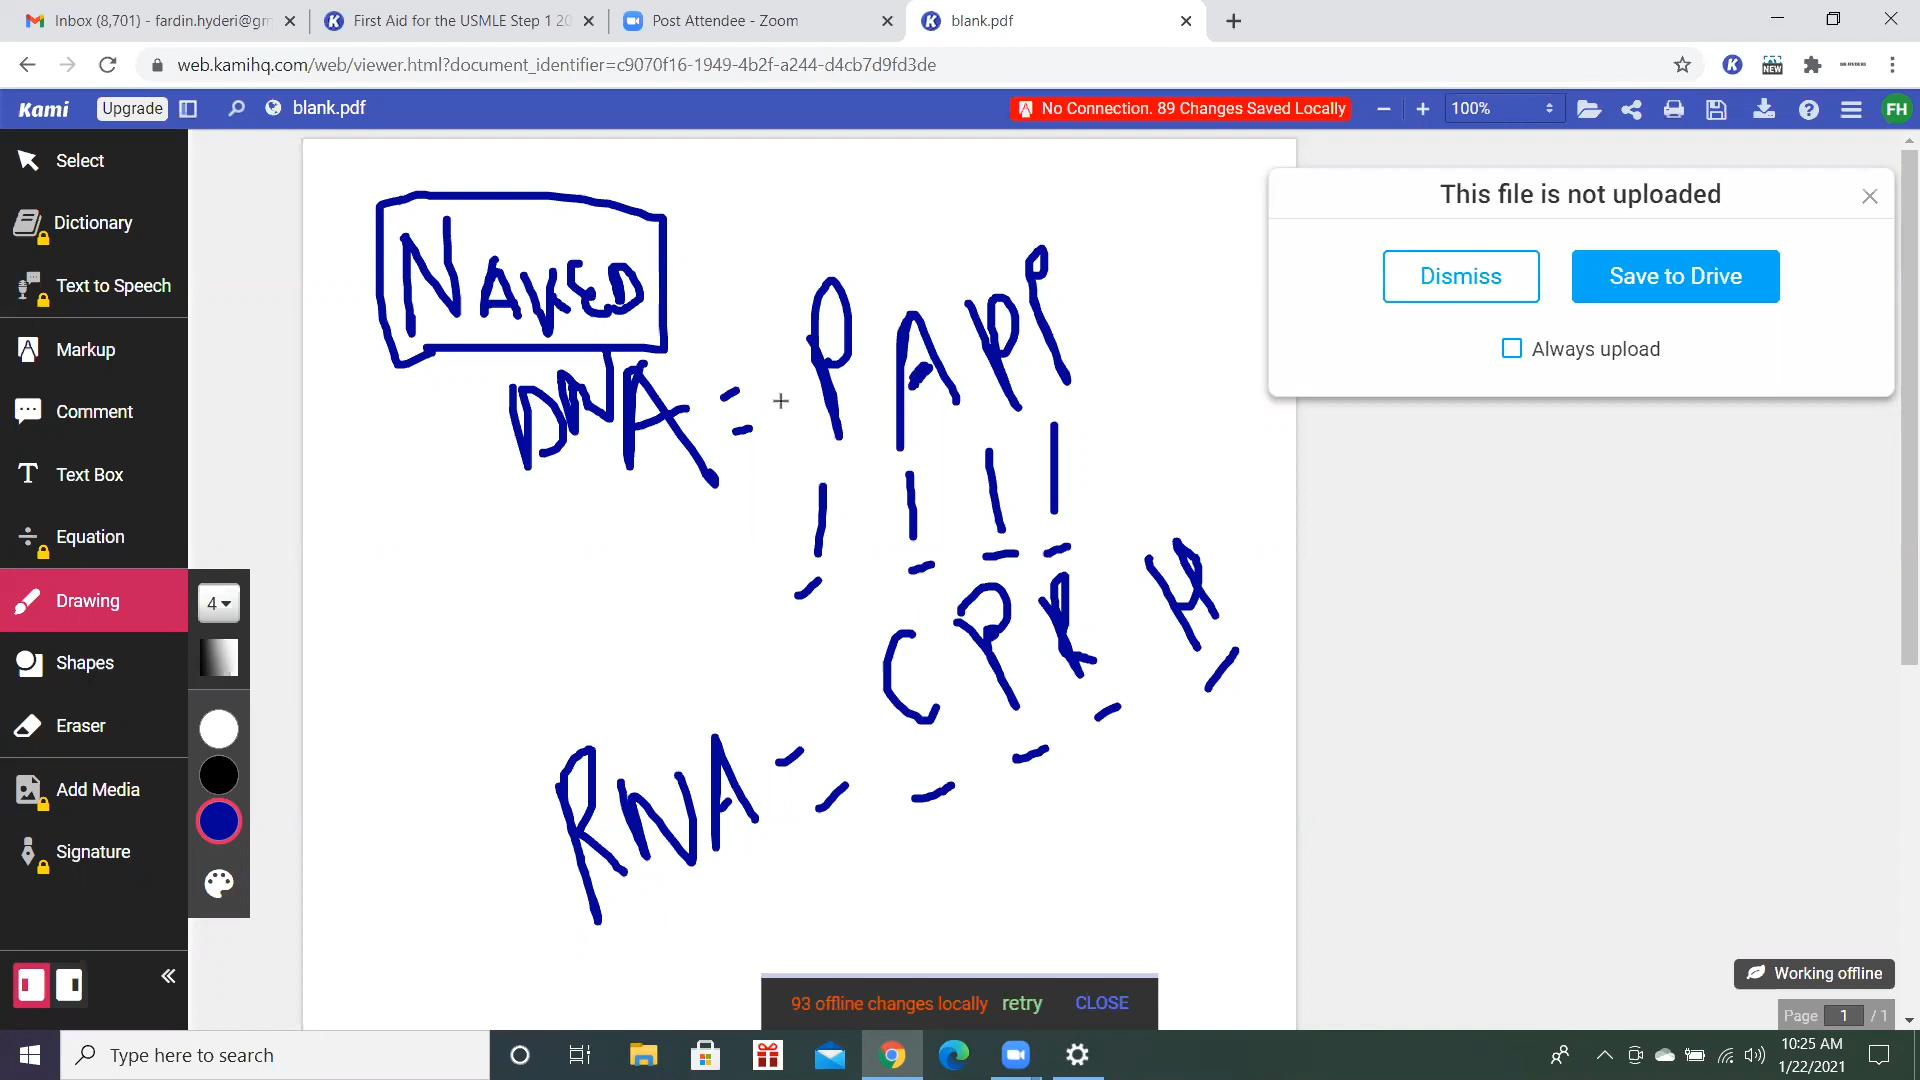 Inbox (8,701) - fardin.hyderi@gm
First Aid for the USMLE Step 1 20
Post Attendee - Zoom
blank.pdf
web.kamihq.com/web/viewer.html?document_identifier=c9070f16-1949-4b2f-a244-d4cb7d9fd3de
NEW
Kami
Upgrade
blank.pdf
No Connection. 89 Changes Saved Locally
100%
FH
Select
Dictionary
Text to Speech
Markup
Comment
Text Box
Equation
Drawing
Shapes
Eraser
Add Media
Signature
4
This file is not uploaded
Dismiss
Save to Drive
Always upload
NAKED
DNA = PAPP
CPR H
RNA =
93 offline changes locally retry CLOSE
Working offline
Page 1 / 1
Type here to search
10:25 AM
1/22/2021